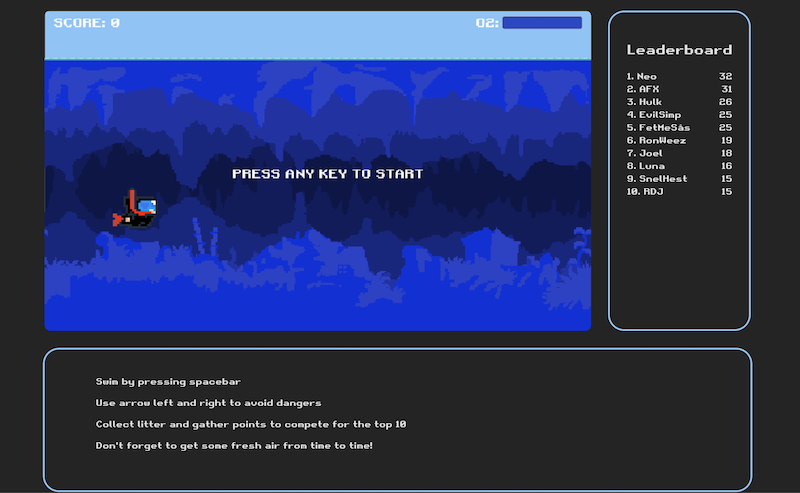 SCORE: 0
O2:
PRESS ANY KEY TO START
Leaderboard
1. Neo 32
2. AFX 31
3. Hulk 26
4. EvilSimp 25
5. FetMeSås 25
6. RonWeez 19
7. Joel 18
8. Luna 16
9. SnelHest 15
10. RDJ 15
Swim by pressing spacebar
Use arrow left and right to avoid dangers
Collect litter and gather points to compete for the top 10
Don't forget to get some fresh air from time to time!